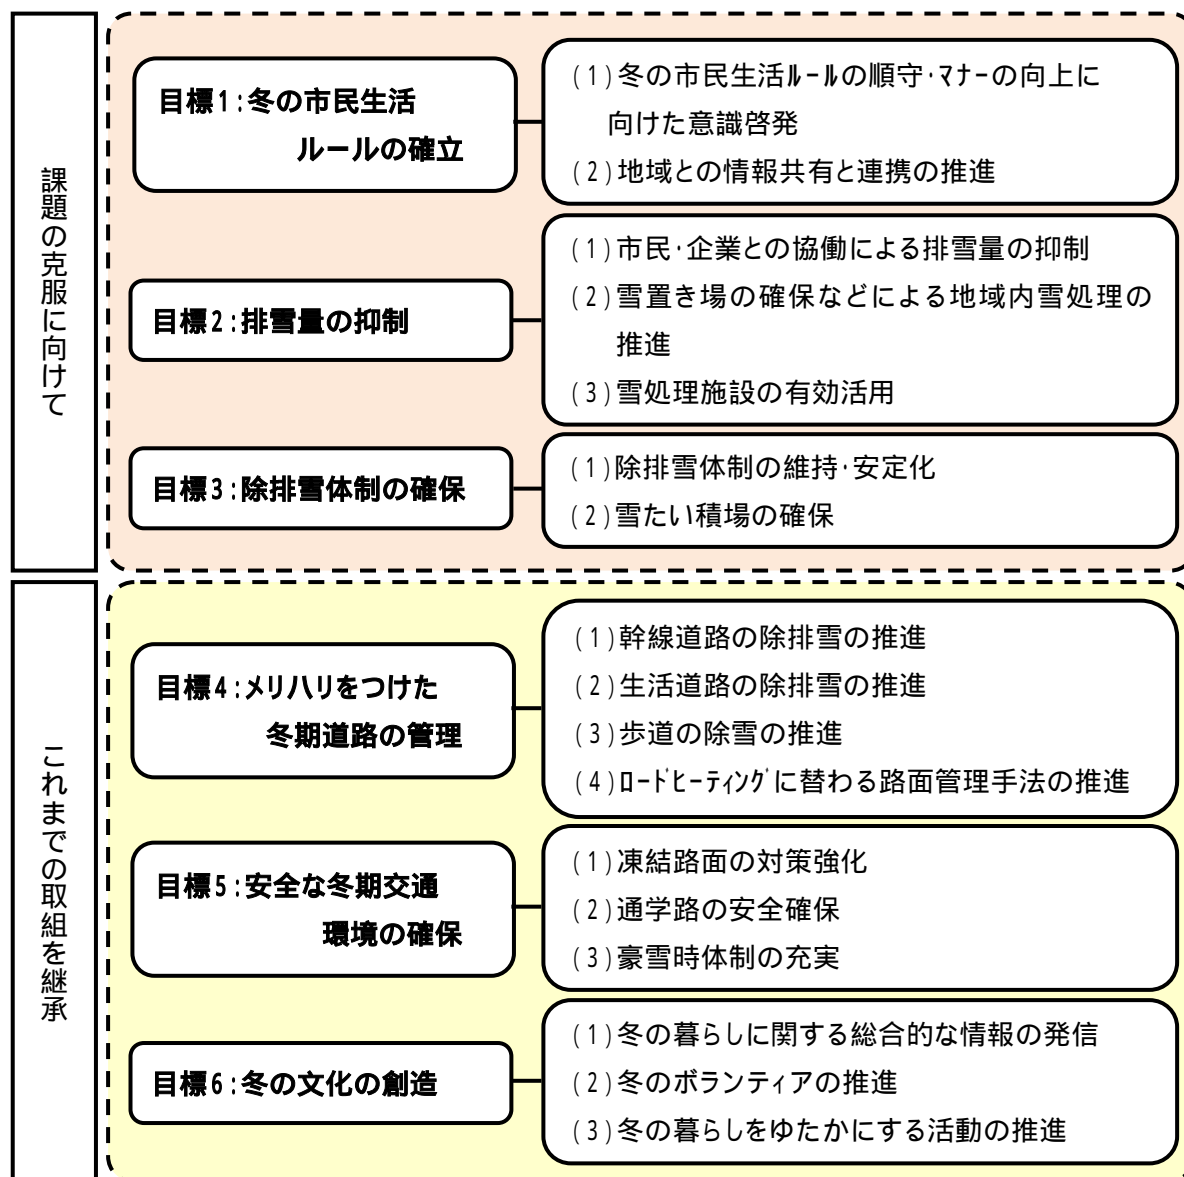 課題の克服に向けて
目標1:冬の市民生活
ルールの確立
(1)冬の市民生活ﾙｰﾙの順守･ﾏﾅｰの向上に
向けた意識啓発
(2)地域との情報共有と連携の推進
目標2:排雪量の抑制
(1)市民･企業との協働による排雪量の抑制
(2)雪置き場の確保などによる地域内雪処理の
推進
(3)雪処理施設の有効活用
目標3:除排雪体制の確保
(1)除排雪体制の維持･安定化
(2)雪たい積場の確保
これまでの取組を継承
目標4:メリハリをつけた
冬期道路の管理
(1)幹線道路の除排雪の推進
(2)生活道路の除排雪の推進
(3)歩道の除雪の推進
(4)ﾛｰﾄﾞﾋｰﾃｨﾝｸﾞに替わる路面管理手法の推進
目標5:安全な冬期交通
環境の確保
(1)凍結路面の対策強化
(2)通学路の安全確保
(3)豪雪時体制の充実
目標6:冬の文化の創造
(1)冬の暮らしに関する総合的な情報の発信
(2)冬のボランティアの推進
(3)冬の暮らしをゆたかにする活動の推進